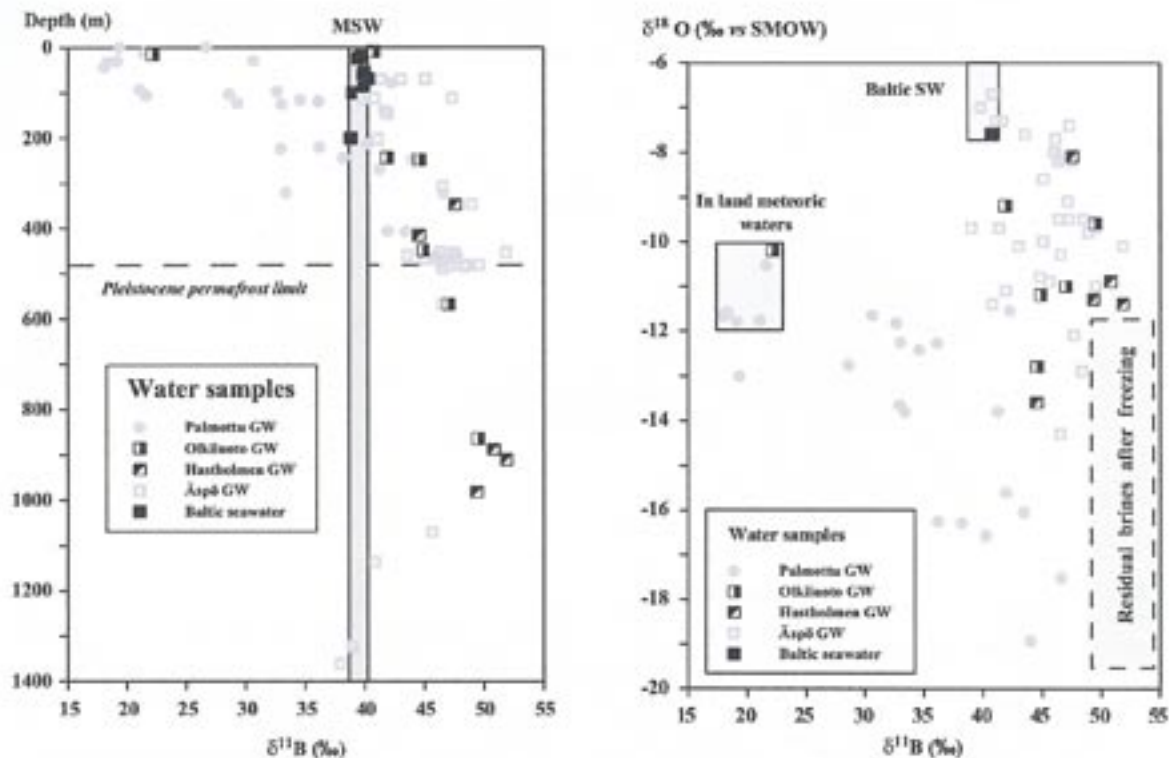 Depth (m)
MSW
0
200
400
600
800
1000
1200
1400
Pleistocene permafrost limit
Water samples
Palmottu GW
Olkiluoto GW
Hastholmen GW
Äspö GW
Baltic seawater
15 20 25 30 35 40 45 50 55
δ¹¹B (‰)
δ¹⁸ O (‰ vs SMOW)
-6
-8
-10
-12
-14
-16
-18
-20
Baltic SW
In land meteoric
waters
Residual brines after freezing
Water samples
Palmottu GW
Olkiluoto GW
Hastholmen GW
Äspö GW
Baltic seawater
15 20 25 30 35 40 45 50 55
δ¹¹B (‰)